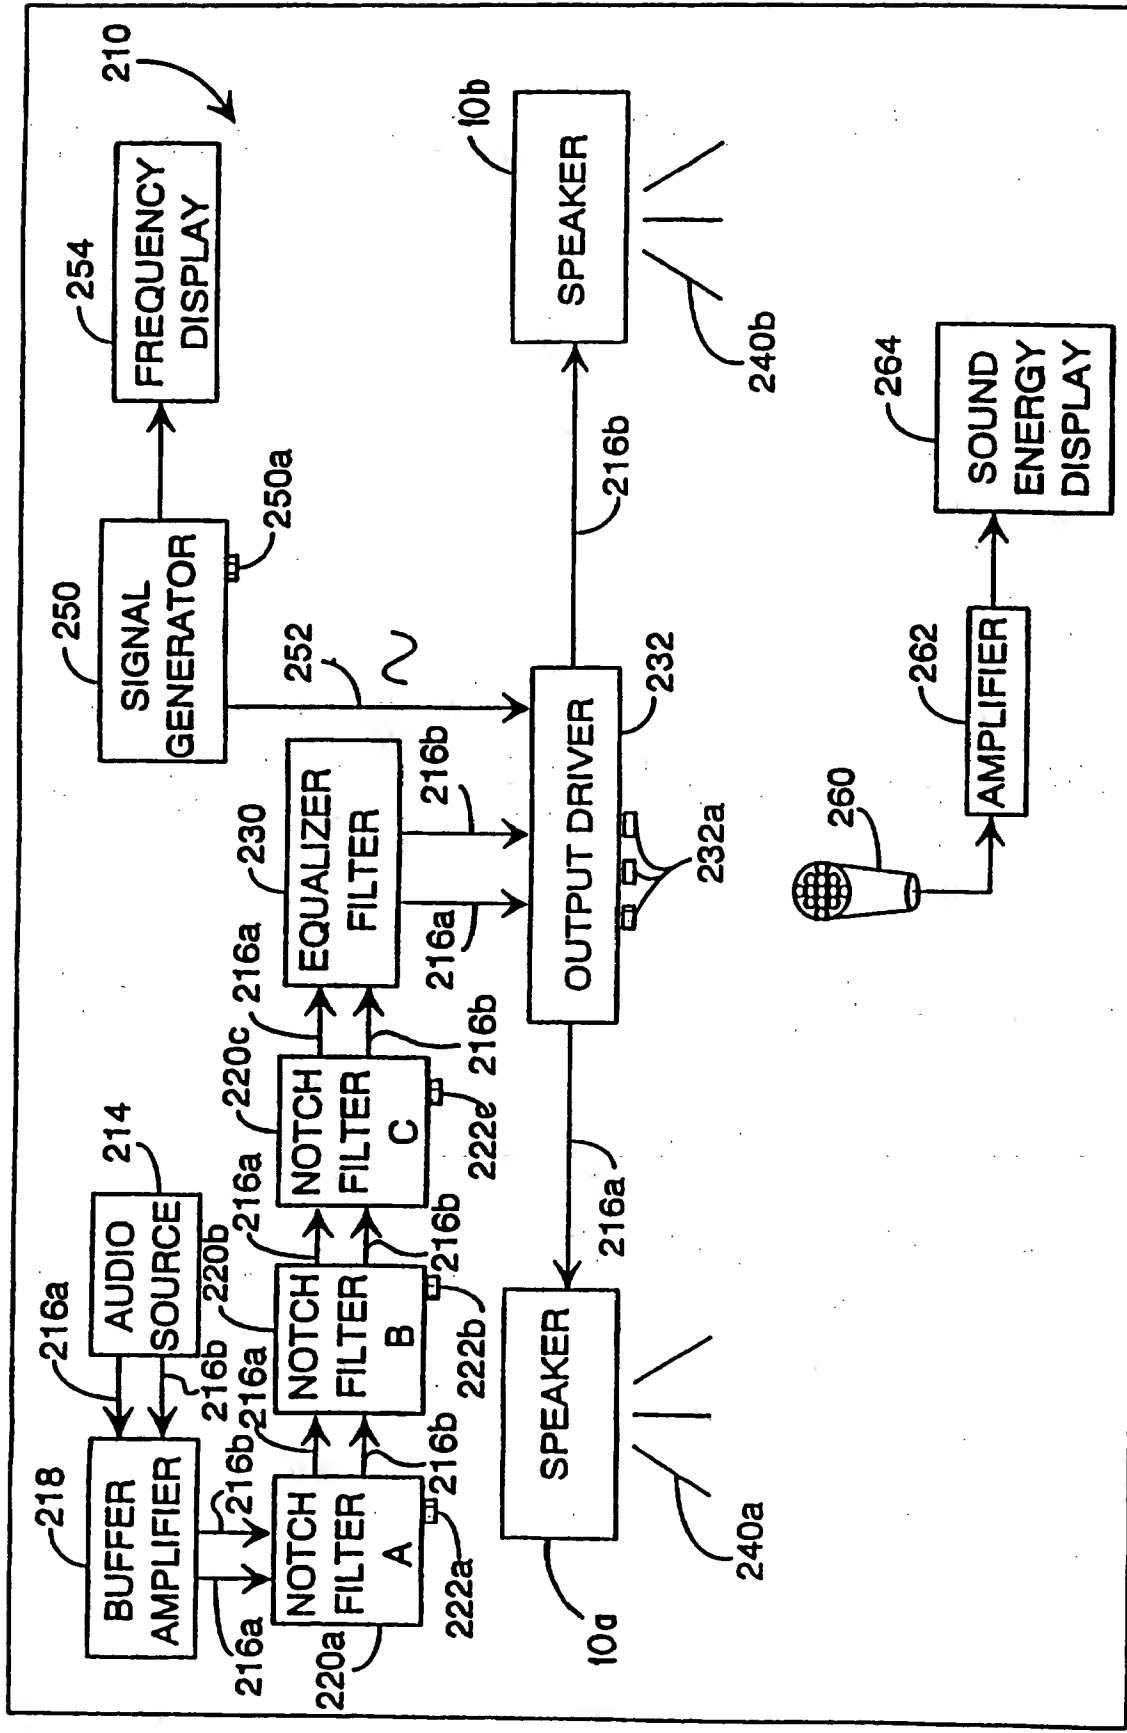 210
254
FREQUENCY
DISPLAY
250
SIGNAL
GENERATOR
250a
214
AUDIO
SOURCE
216a
216b
218
BUFFER
AMPLIFIER
216a
216b
220a
NOTCH
FILTER
A
222a
216a
216b
220b
NOTCH
FILTER
B
222b
216a
216b
220c
NOTCH
FILTER
C
222c
216a
216b
230
EQUALIZER
FILTER
216a
216b
252
OUTPUT DRIVER
232
232a
216a
216b
SPEAKER
10a
240a
SPEAKER
10b
240b
260
262
AMPLIFIER
264
SOUND
ENERGY
DISPLAY